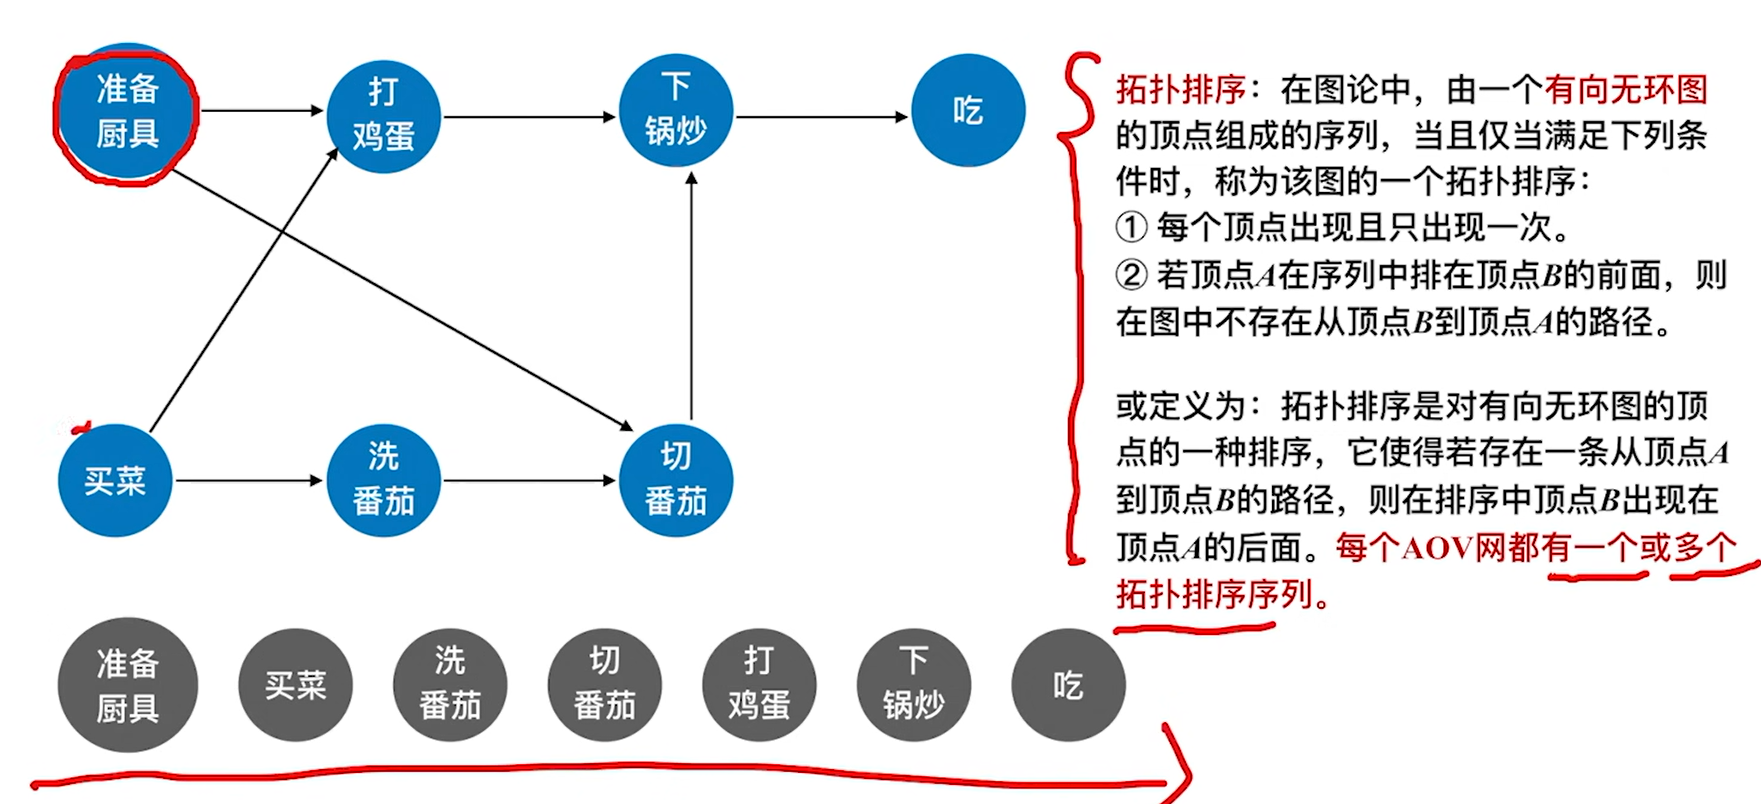 准备
厨具
打
鸡蛋
下
锅炒
吃
买菜
洗
番茄
切
番茄
拓扑排序：在图论中，由一个有向无环图
的顶点组成的序列，当且仅当满足下列条
件时，称为该图的一个拓扑排序：
① 每个顶点出现且只出现一次。
② 若顶点A在序列中排在顶点B的前面，则
在图中不存在从顶点B到顶点A的路径。
或定义为：拓扑排序是对有向无环图的顶
点的一种排序，它使得若存在一条从顶点A
到顶点B的路径，则在排序中顶点B出现在
顶点A的后面。每个AOV网都有一个或多个
拓扑排序序列。
准备
厨具
买菜
洗
番茄
切
番茄
打
鸡蛋
下
锅炒
吃